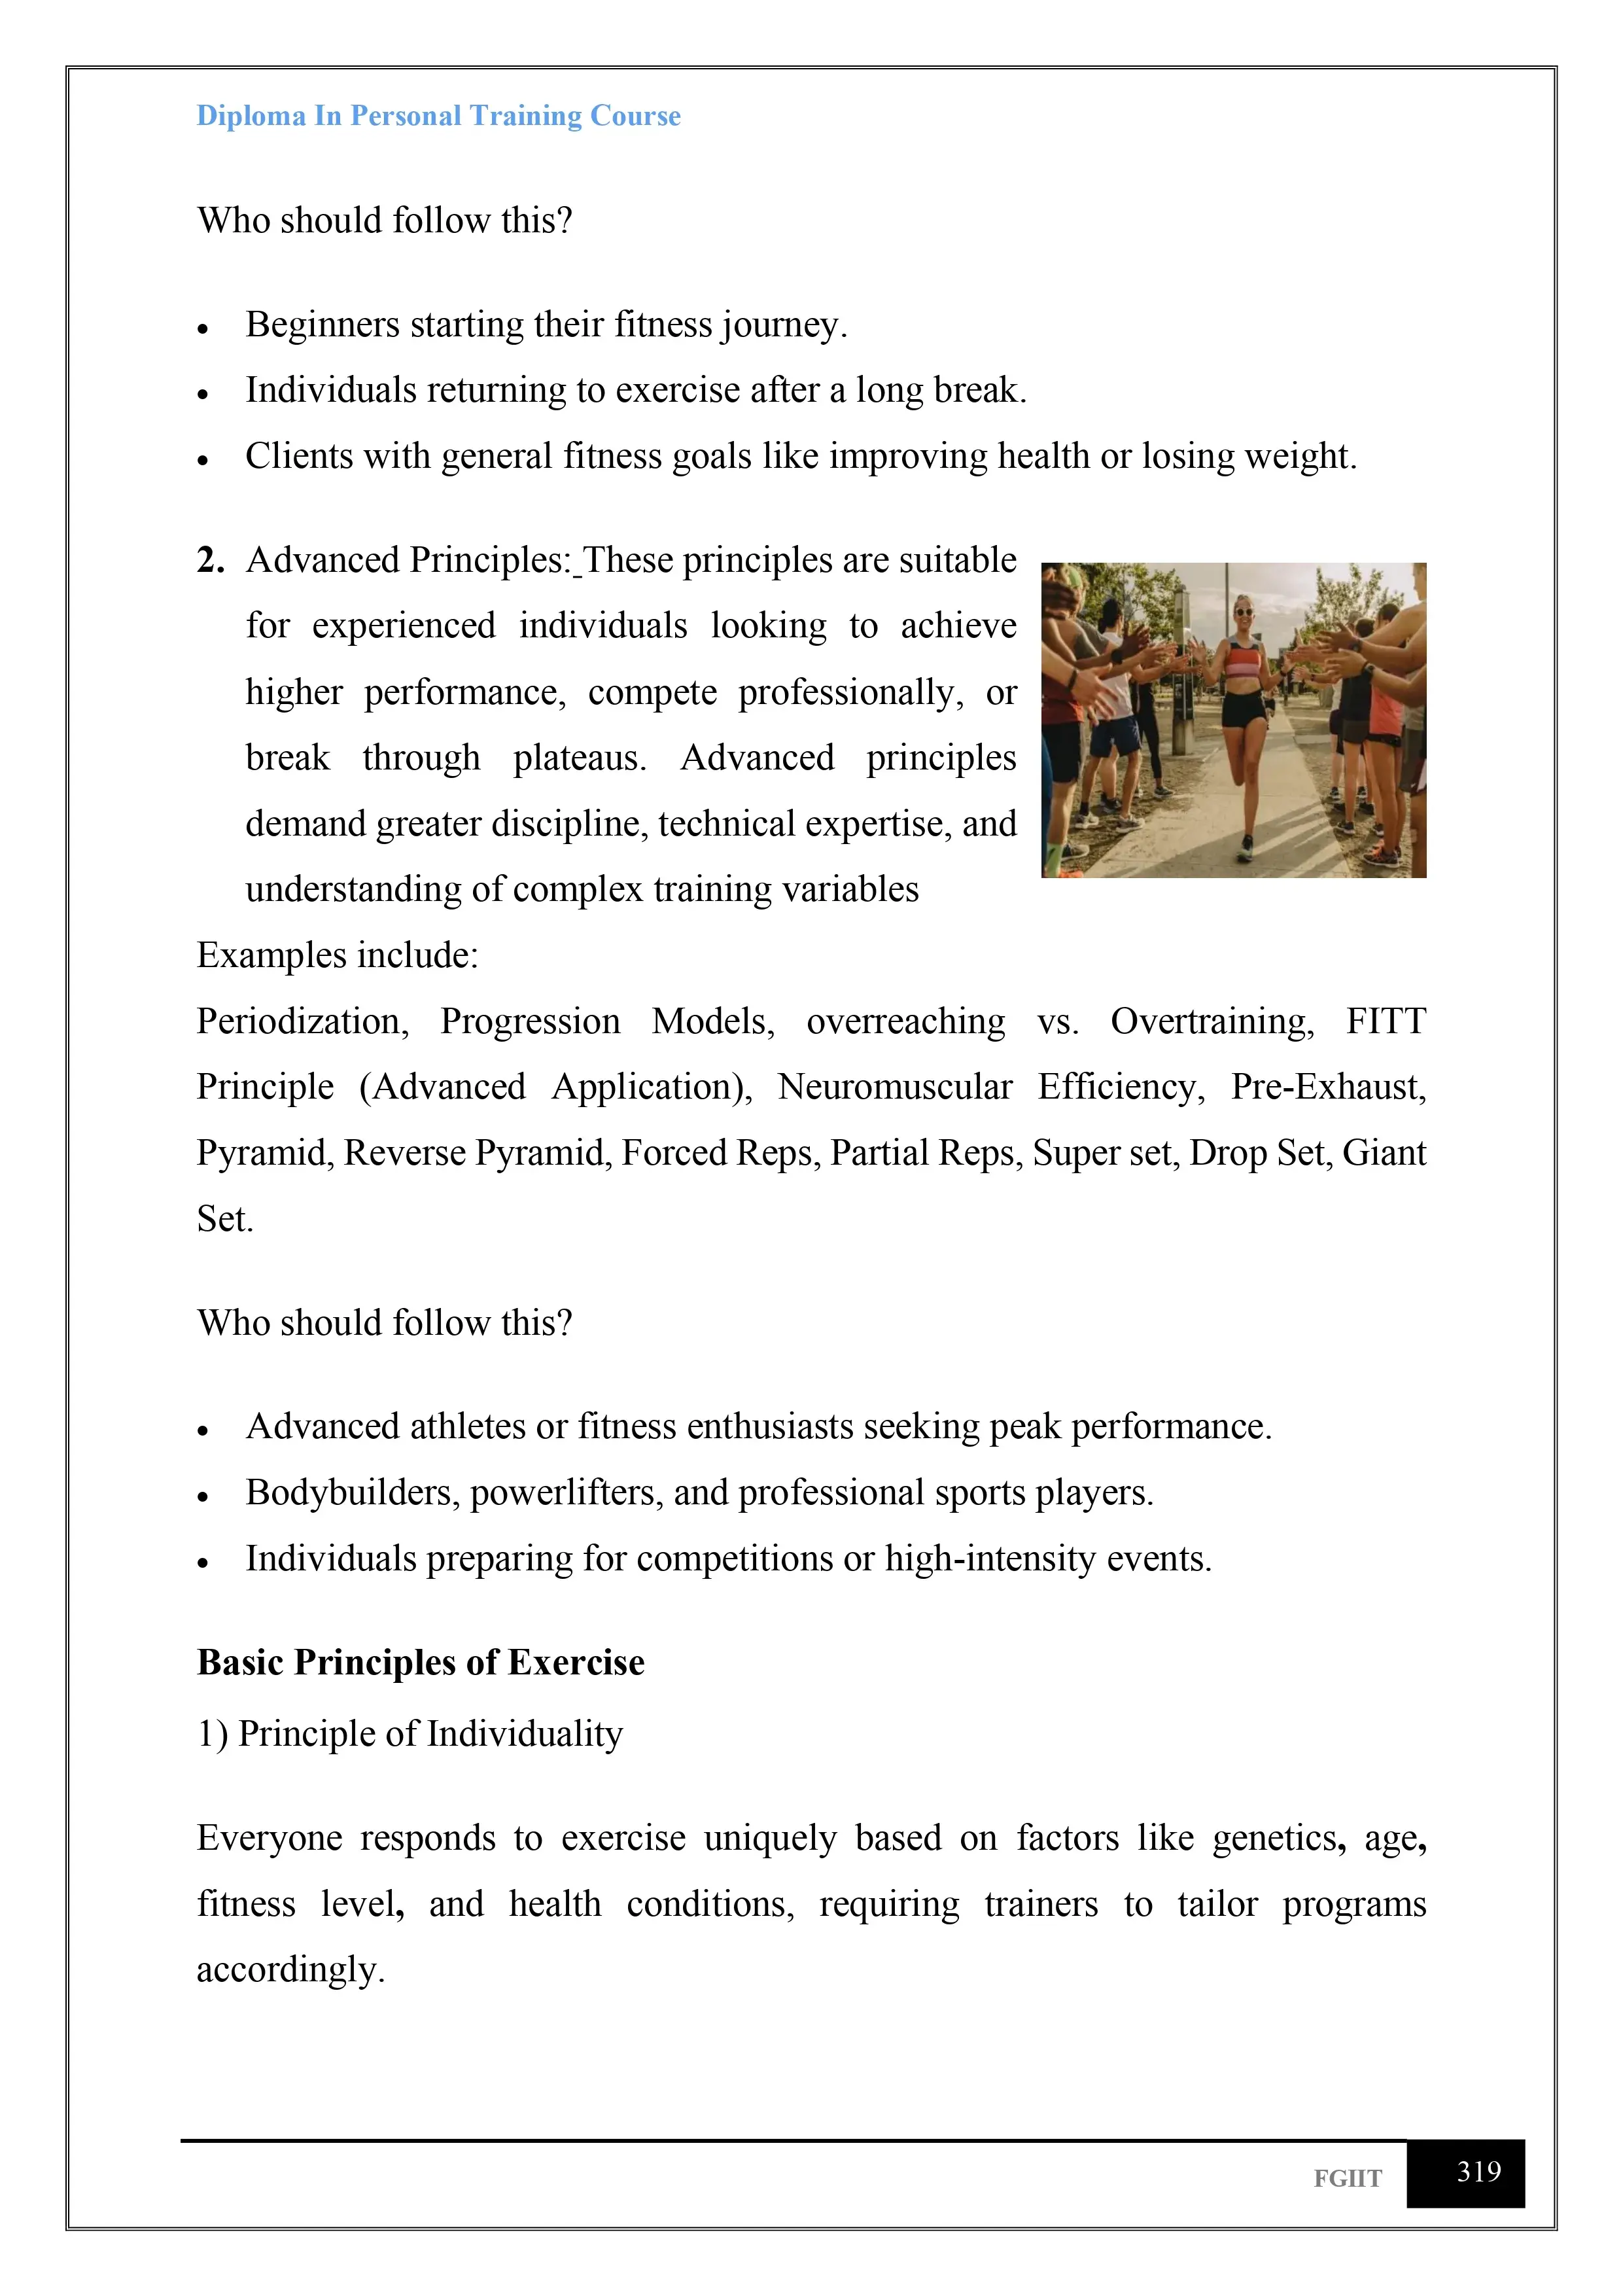 Diploma In Personal Training Course
Who should follow this?
• Beginners starting their fitness journey.
• Individuals returning to exercise after a long break.
• Clients with general fitness goals like improving health or losing weight.
2. Advanced Principles: These principles are suitable
for experienced individuals looking to achieve
higher performance, compete professionally, or
break through plateaus. Advanced principles
demand greater discipline, technical expertise, and
understanding of complex training variables
Examples include:
Periodization, Progression Models, overreaching vs. Overtraining, FITT
Principle (Advanced Application), Neuromuscular Efficiency, Pre-Exhaust,
Pyramid, Reverse Pyramid, Forced Reps, Partial Reps, Super set, Drop Set, Giant
Set.
Who should follow this?
• Advanced athletes or fitness enthusiasts seeking peak performance.
• Bodybuilders, powerlifters, and professional sports players.
• Individuals preparing for competitions or high-intensity events.
Basic Principles of Exercise
1) Principle of Individuality
Everyone responds to exercise uniquely based on factors like genetics, age,
fitness level, and health conditions, requiring trainers to tailor programs
accordingly.
FGIIT 319